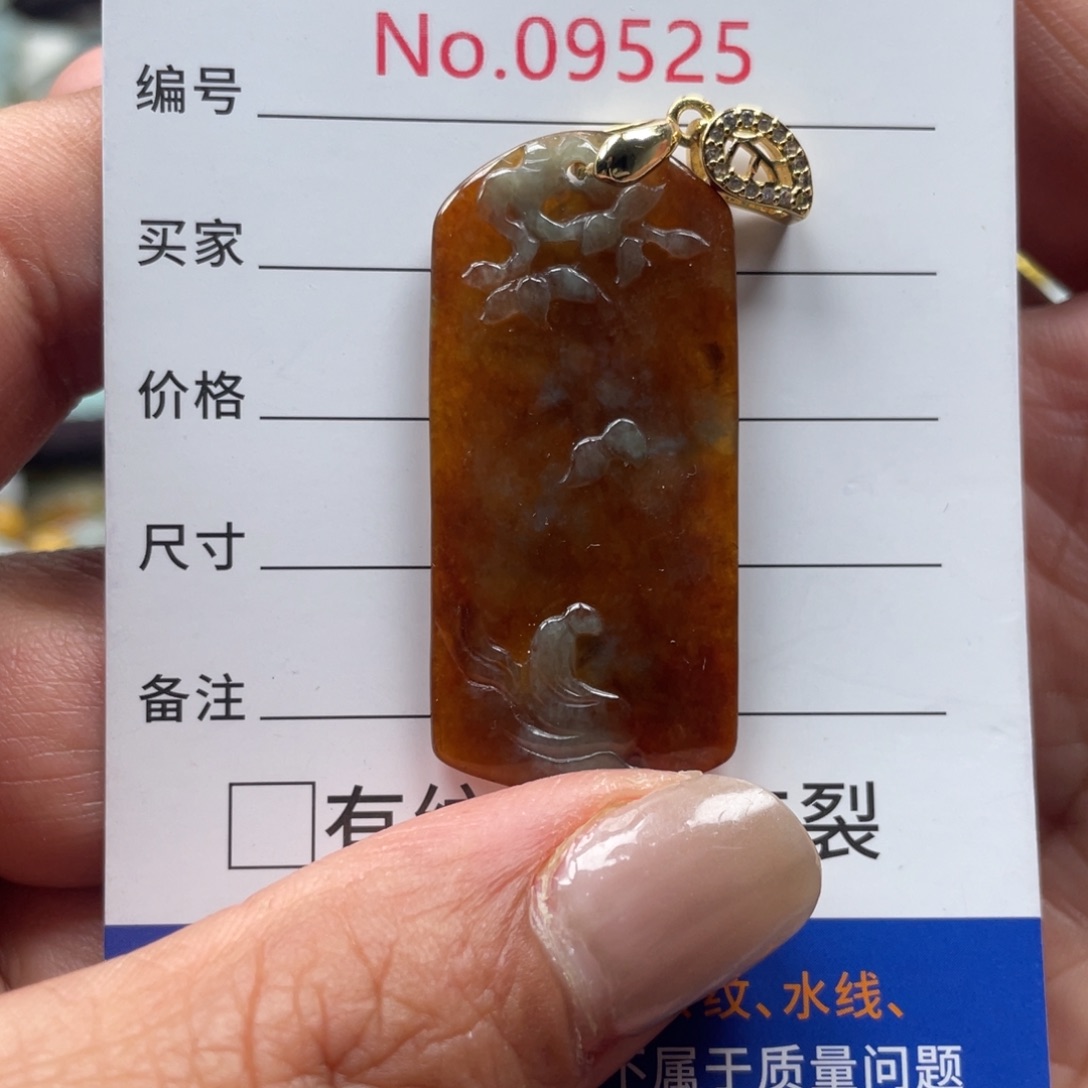 No.09525
编号
买家
价格
尺寸
备注
有 裂
纹、水线、
不属于质量问题